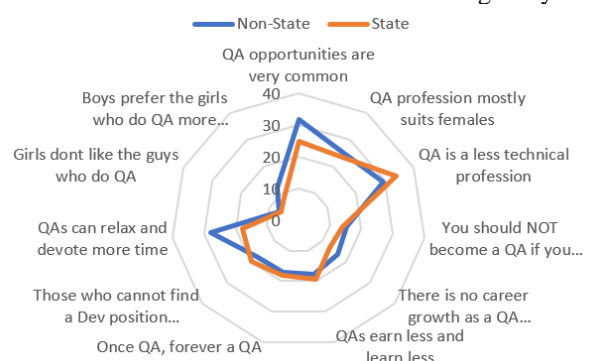 Non-State
State
QA opportunities are
very common
40
30
20
10
0
QA profession mostly
suits females
QA is a less technical
profession
You should NOT
become a QA if you...
There is no career
growth as a QA...
QAs earn less and
learn less
Once QA, forever a QA
Those who cannot find
a Dev position...
QAs can relax and
devote more time
Girls dont like the guys
who do QA
Boys prefer the girls
who do QA more...